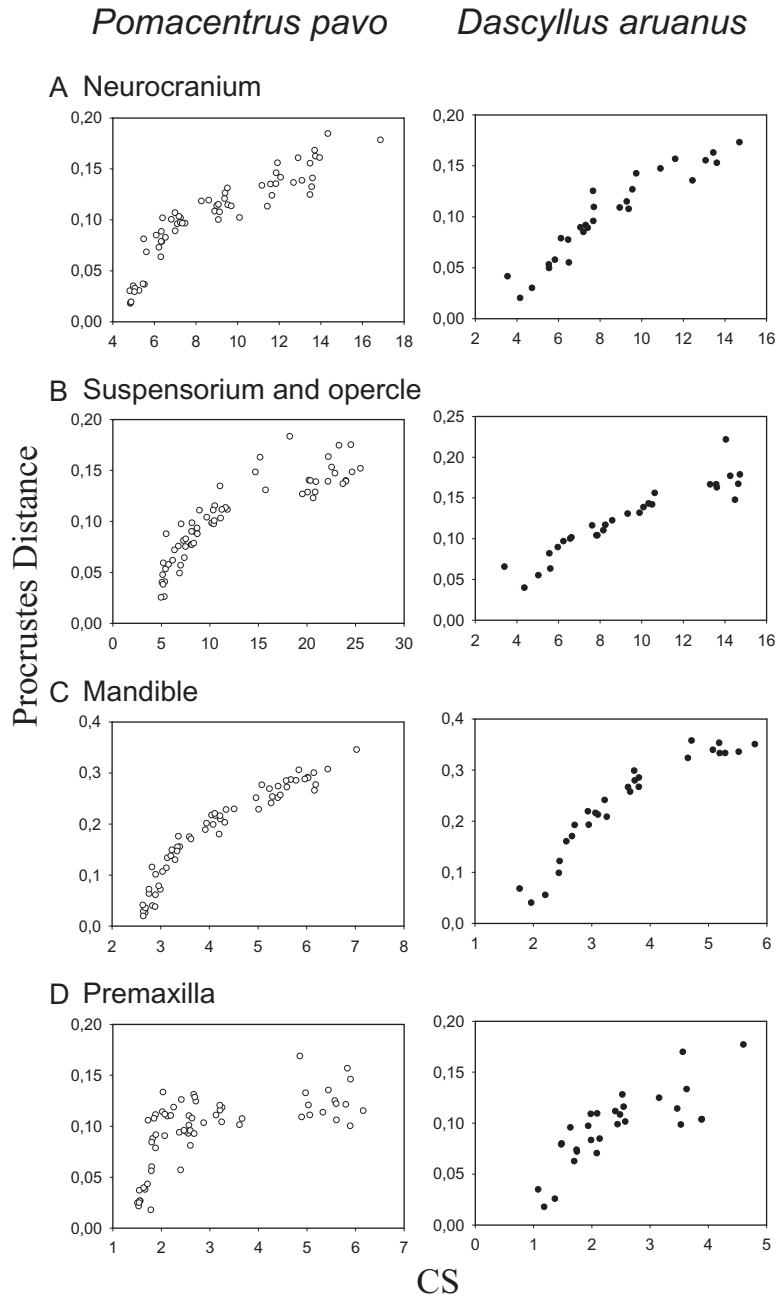 Pomacentrus pavo Dascyllus aruanus
A Neurocranium
0,20 0,15 0,10 0,05 0,00
4 6 8 10 12 14 16 18
0,20 0,15 0,10 0,05 0,00
2 4 6 8 10 12 14 16
B Suspensorium and opercle
0,20 0,15 0,10 0,05 0,00
0 5 10 15 20 25 30
0,25 0,20 0,15 0,10 0,05 0,00
2 4 6 8 10 12 14 16
Procrustes Distance
C Mandible
0,4 0,3 0,2 0,1 0,0
2 3 4 5 6 7 8
0,4 0,3 0,2 0,1 0,0
1 2 3 4 5 6
D Premaxilla
0,20 0,15 0,10 0,05 0,00
1 2 3 4 5 6 7
0,20 0,15 0,10 0,05 0,00
0 1 2 3 4 5
CS